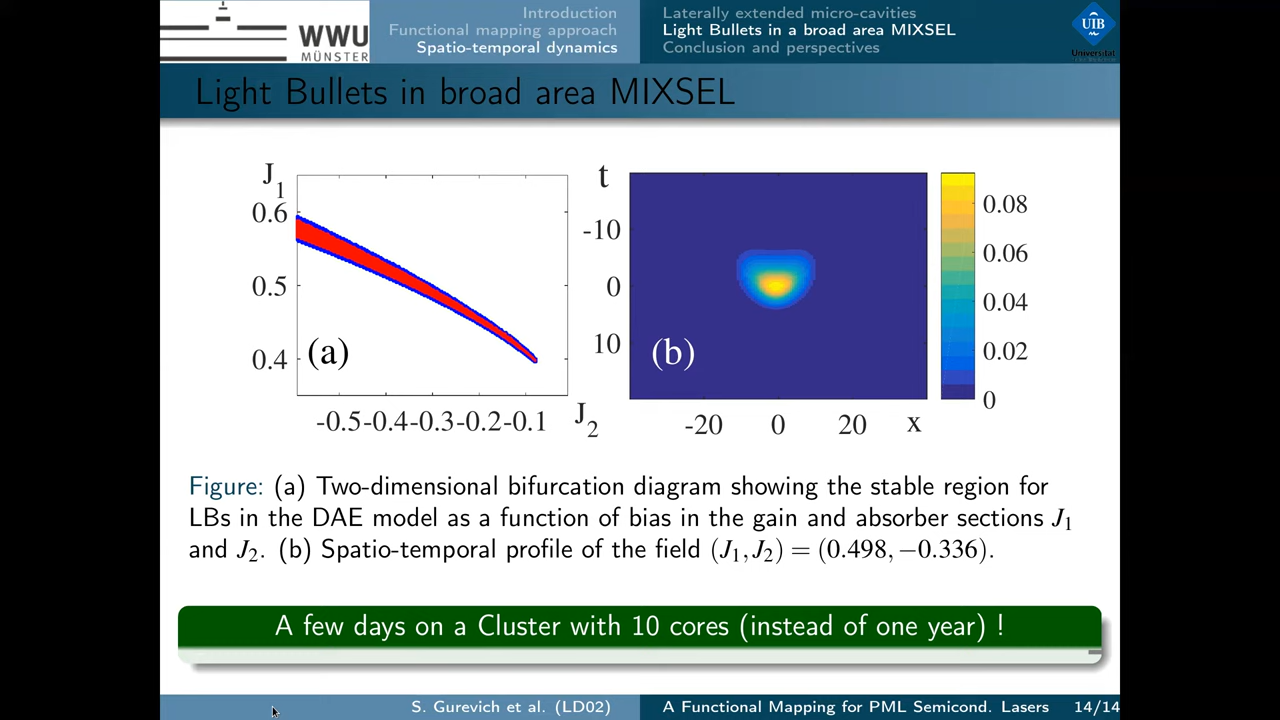 WWU
MÜNSTER
Introduction
Functional mapping approach
Spatio-temporal dynamics
Laterally extended micro-cavities
Light Bullets in a broad area MIXSEL
Conclusion and perspectives
UIB
Light Bullets in broad area MIXSEL
J1
0.6
0.5
0.4
(a)
-0.5 -0.4 -0.3 -0.2 -0.1
J2
t
-10
0
10
(b)
-20 0 20 x
0.08
0.06
0.04
0.02
0
Figure: (a) Two-dimensional bifurcation diagram showing the stable region for
LBs in the DAE model as a function of bias in the gain and absorber sections J1
and J2. (b) Spatio-temporal profile of the field (J1,J2) = (0.498,−0.336).
A few days on a Cluster with 10 cores (instead of one year) !
S. Gurevich et al. (LD02)
A Functional Mapping for PML Semicond. Lasers 14/14